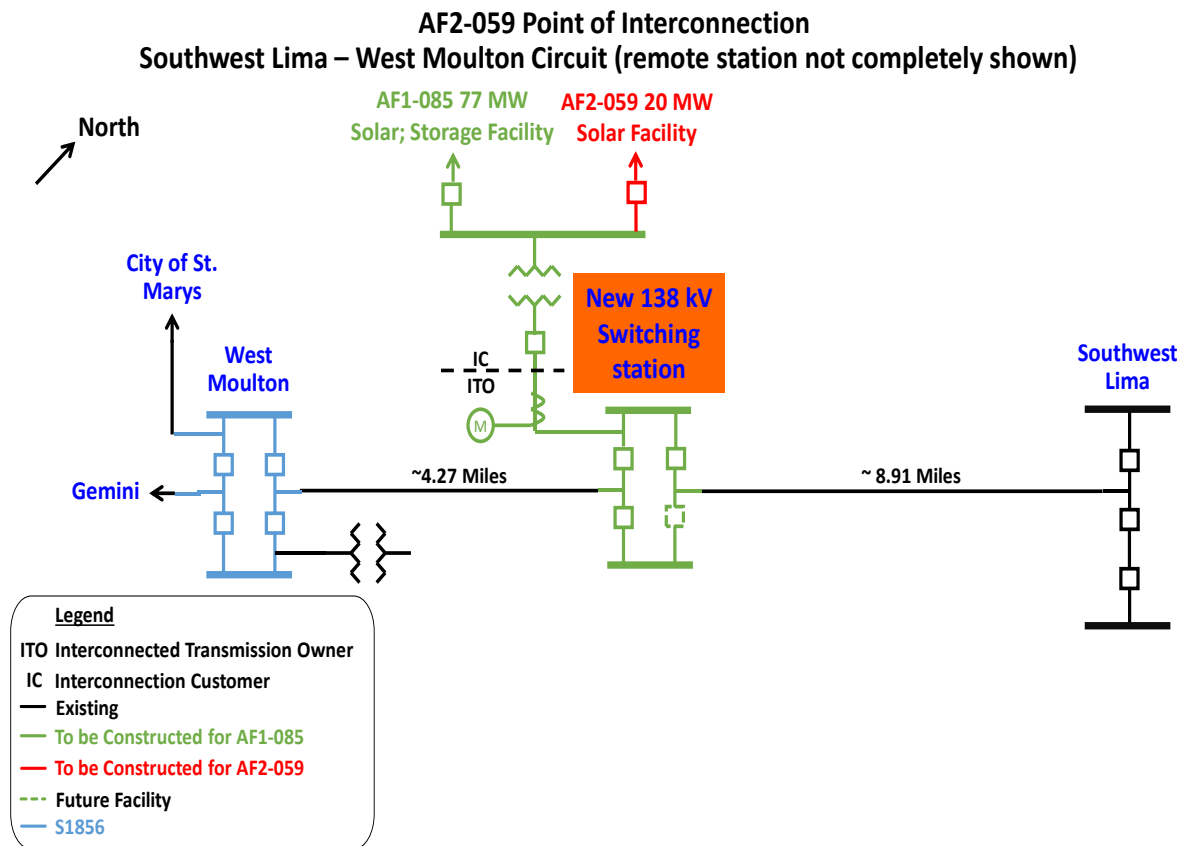 AF2-059 Point of Interconnection
Southwest Lima – West Moulton Circuit (remote station not completely shown)
AF1-085 77 MW
Solar; Storage Facility
AF2-059 20 MW
Solar Facility
North
City of St.
Marys
New 138 kV
Switching
station
IC
ITO
West
Moulton
Southwest
Lima
M
Gemini
~4.27 Miles
~ 8.91 Miles
Legend
ITO Interconnected Transmission Owner
IC Interconnection Customer
Existing
To be Constructed for AF1-085
To be Constructed for AF2-059
Future Facility
S1856